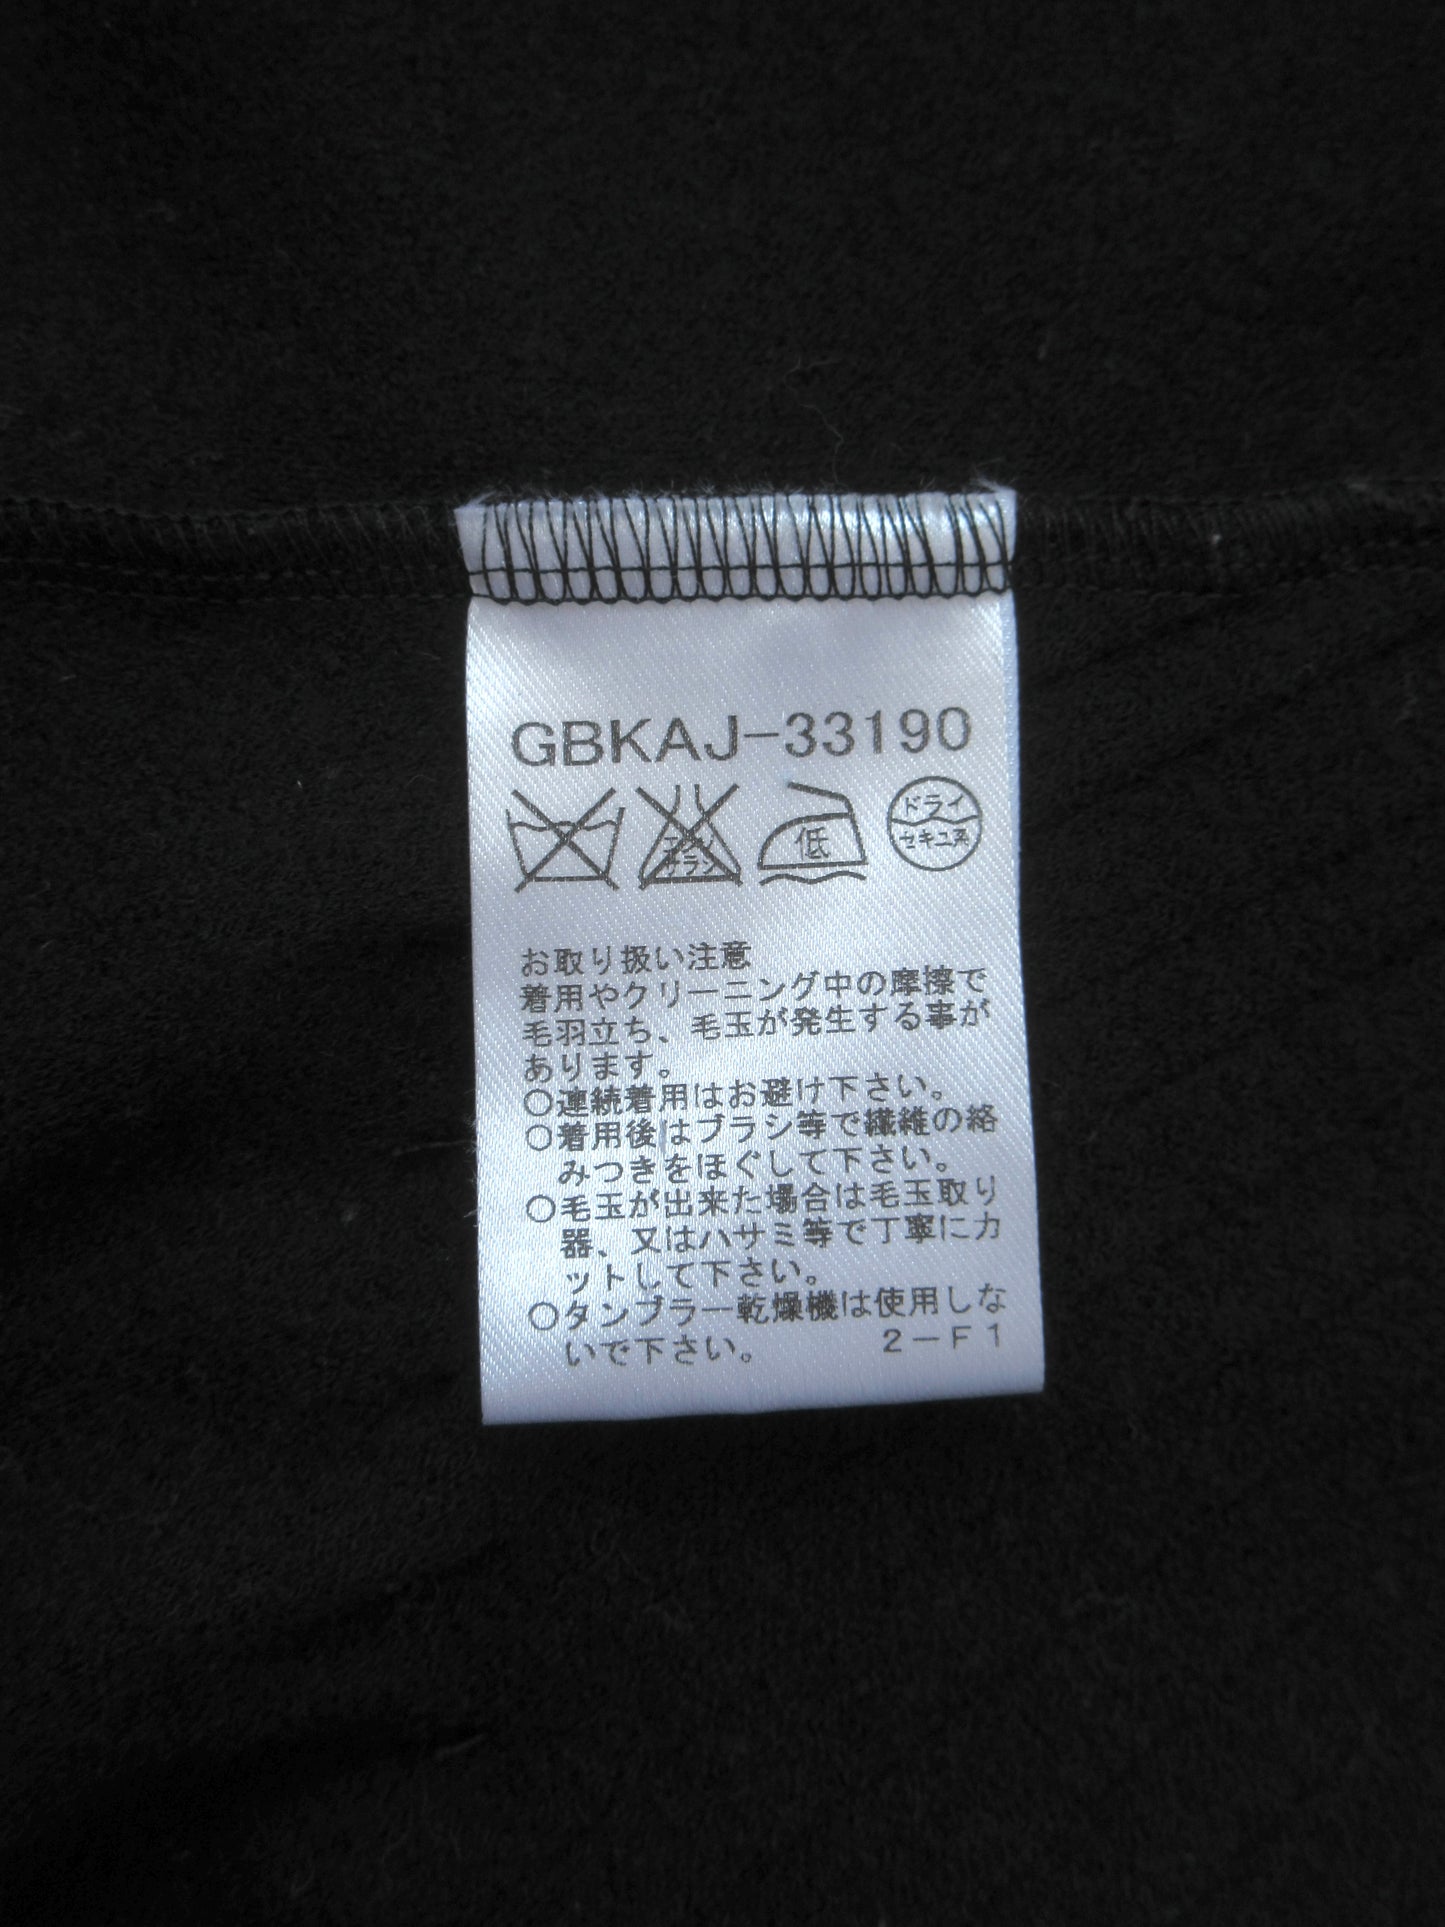 GBKAJ-33190
エンソ
サラシ
低
ドライ
セキユ系
お取り扱い注意
着用やクリーニング中の摩擦で
毛羽立ち、毛玉が発生する事が
あります。
○連続着用はお避け下さい。
○着用後はブラシ等で繊維の絡
みつきをほぐして下さい。
○毛玉が出来た場合は毛玉取り
器、又はハサミ等で丁寧にカ
ットして下さい。
○タンブラー乾燥機は使用しな
いで下さい。 2-F1